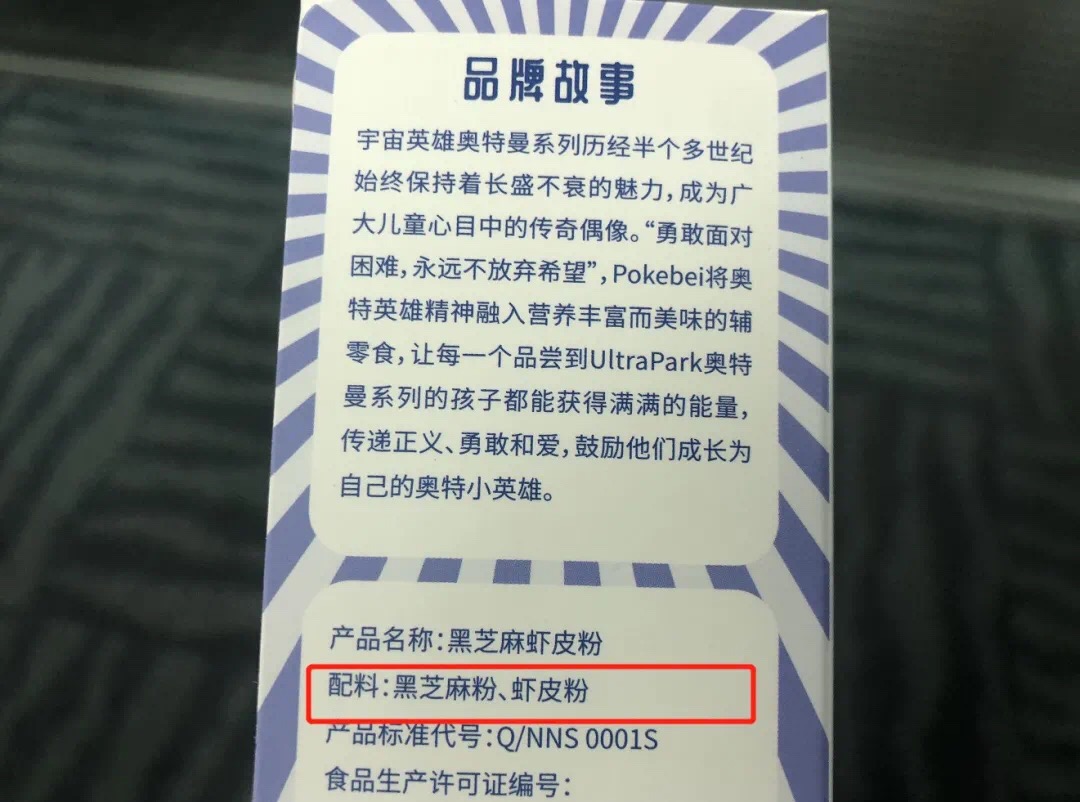 品牌故事
宇宙英雄奥特曼系列历经半个多世纪
始终保持着长盛不衰的魅力，成为广
大儿童心目中的传奇偶像。“勇敢面对
困难，永远不放弃希望”，Pokebei将奥
特英雄精神融入营养丰富而美味的辅
零食，让每一个品尝到UltraPark奥特
曼系列的孩子都能获得满满的能量，
传递正义、勇敢和爱，鼓励他们成长为
自己的奥特小英雄。
产品名称：黑芝麻虾皮粉
配料：黑芝麻粉、虾皮粉
产品标准代号：Q/NNS 0001S
食品生产许可证编号：